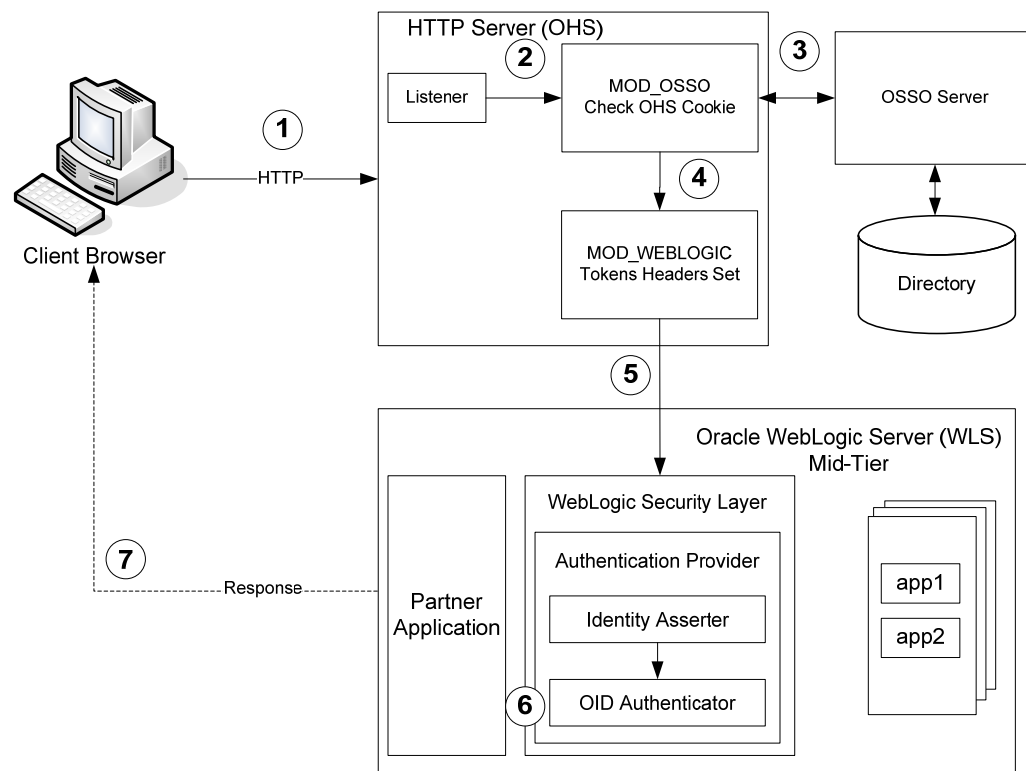 HTTP Server (OHS)
2
3
Listener
MOD_OSSO
Check OHS Cookie
OSSO Server
1
HTTP
4
Client Browser
MOD_WEBLOGIC
Tokens Headers Set
Directory
5
Oracle WebLogic Server (WLS)
Mid-Tier
WebLogic Security Layer
Authentication Provider
7
Response
Partner
Application
Identity Asserter
app1
app2
6
OID Authenticator